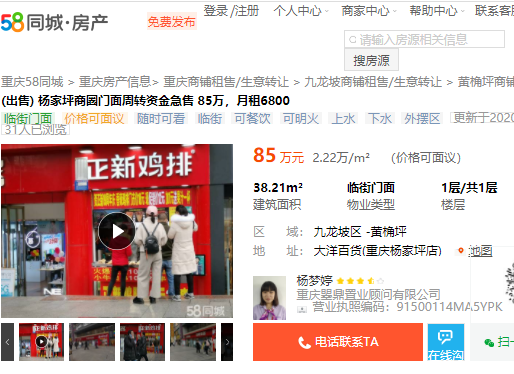 登录 /注册 个人中心 商家中心 帮助中心 联系客
58同城·房产 免费发布
请输入房源相关信息
搜房源
重庆58同城 > 重庆房产信息> 重庆商铺租售/生意转让 > 九龙坡商铺租售/生意转让 > 黄桷坪商
(出售) 杨家坪商圈门面周转资金急售 85万，月租6800
临街门面 价格可面议 随时可看 临街 可餐饮 可明火 上水 下水 外摆区 更新于2020
31人已浏览
正新鸡排
58同城
85 万元 2.22万/m² （价格可面议）
38.21m² 临街门面 1层/共1层
建筑面积 物业类型 楼层
区 域： 九龙坡区 -黄桷坪
地 址： 大洋百货(重庆杨家坪店) 地图
杨梦婷
重庆器鼎置业顾问有限公司
营业执照编码：91500114MA5YPK
电话联系TA
在线沟
扫一